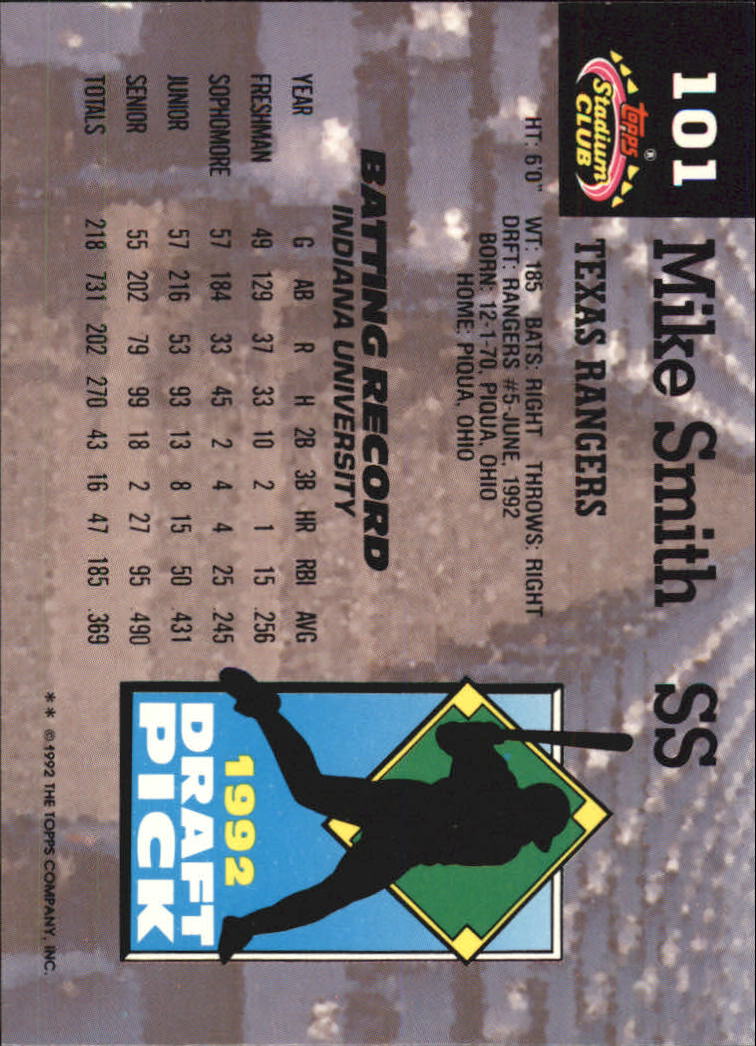 101
Topps®
Stadium
CLUB
Mike Smith SS
TEXAS RANGERS
HT: 6'0" WT: 185 BATS: RIGHT THROWS: RIGHT
DRFT: RANGERS #5-JUNE, 1992
BORN: 12-1-70, PIQUA, OHIO
HOME: PIQUA, OHIO
BATTING RECORD
INDIANA UNIVERSITY
YEAR G AB R H 2B 3B HR RBI AVG
FRESHMAN 49 129 37 33 10 2 1 15 .256
SOPHOMORE 57 184 33 45 2 4 4 25 .245
JUNIOR 57 216 53 93 13 8 15 50 .431
SENIOR 55 202 79 99 18 2 27 95 .490
TOTALS 218 731 202 270 43 16 47 185 .369
1992
DRAFT
PICK
** ©1992 THE TOPPS COMPANY, INC.